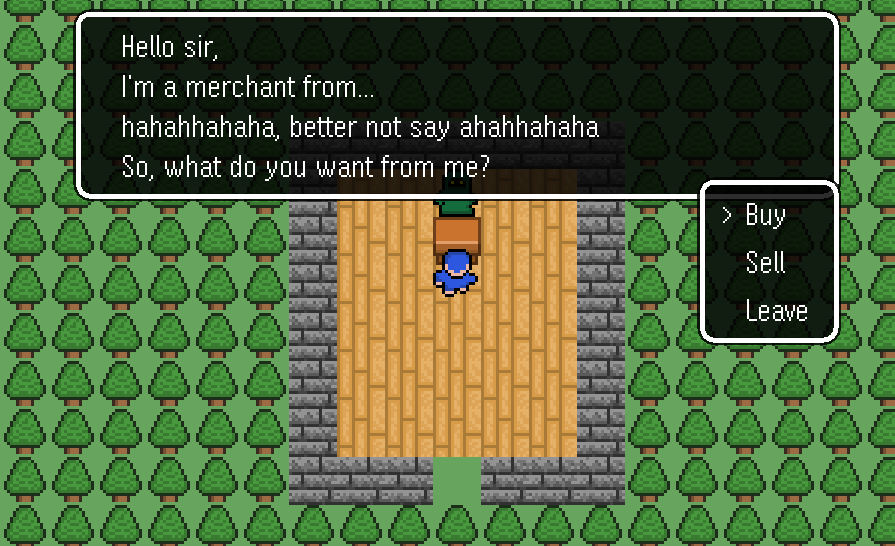 Hello sir,
I'm a merchant from...
hahahhahaha, better not say ahahhahaha
So, what do you want from me?
> Buy
Sell
Leave